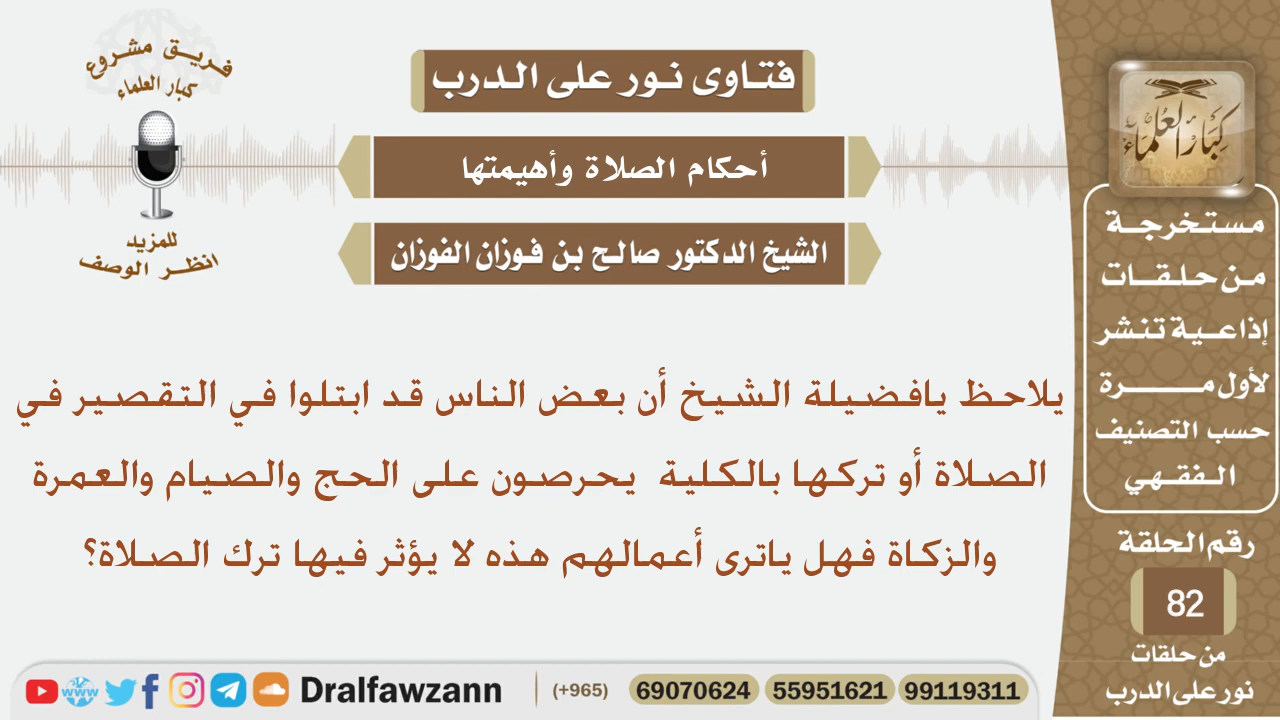 فريق مشروع
كبار العلماء
للمزيد
انظر الوصف
فتاوى نور على الدرب
أحكام الصلاة وأهيمتها
الشيخ الدكتور صالح بن فوزان الفوزان
يلاحظ يافضيلة الشيخ أن بعض الناس قد ابتلوا في التقصير في
الصلاة أو تركها بالكلية يحرصون على الحج والصيام والعمرة
والزكاة فهل ياترى أعمالهم هذه لا يؤثر فيها ترك الصلاة؟
كبار العلماء
مستخرجة
من حلقات
إذاعية تنشر
لأول مرة
حسب التصنيف
الفقهي
رقم الحلقة
82
من حلقات
نور على الدرب
www Dralfawzann (+965) 69070624 55951621 99119311